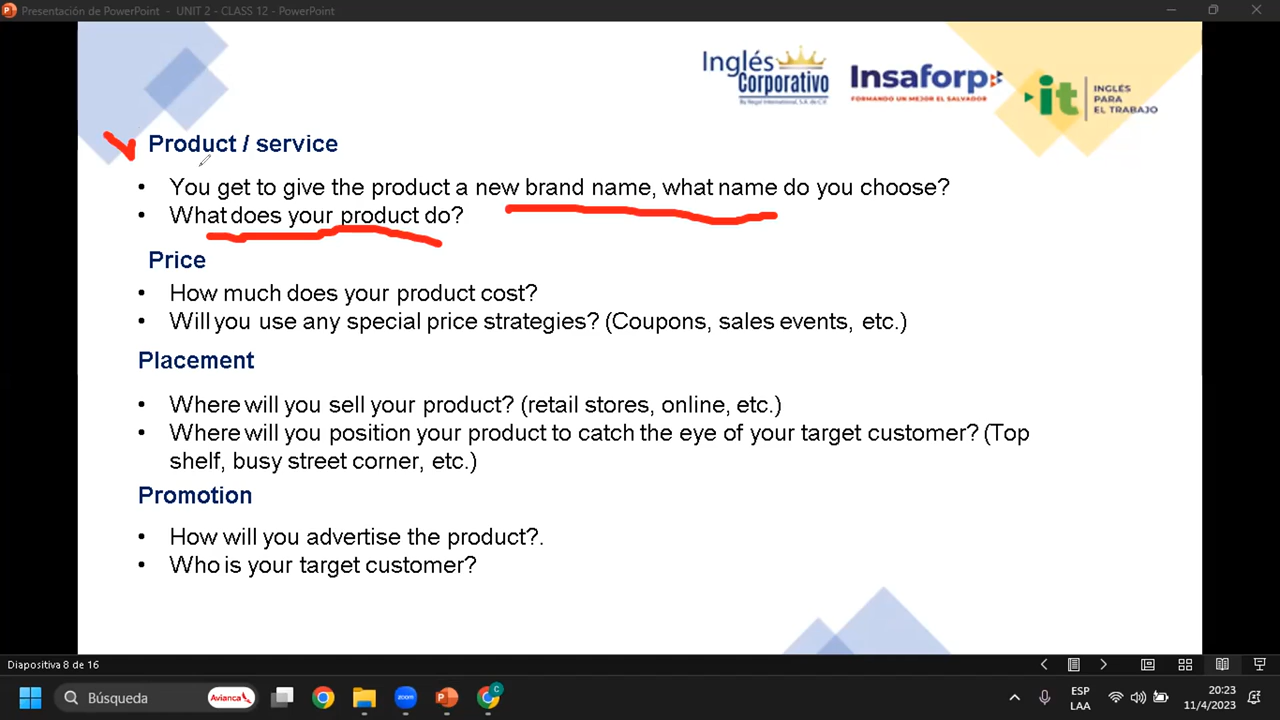 Presentación de PowerPoint - UNIT 2 - CLASS 12 - PowerPoint
Inglés
Corporativo
By Regal International, S.A. de C.V.
Insaforp
FORMANDO UN MEJOR EL SALVADOR
it
INGLÉS
PARA
EL TRABAJO
Product / service
• You get to give the product a new brand name, what name do you choose?
• What does your product do?
Price
• How much does your product cost?
• Will you use any special price strategies? (Coupons, sales events, etc.)
Placement
• Where will you sell your product? (retail stores, online, etc.)
• Where will you position your product to catch the eye of your target customer? (Top
shelf, busy street corner, etc.)
Promotion
• How will you advertise the product?.
• Who is your target customer?
Diapositiva 8 de 16
Búsqueda
Avianca
zoom
C
ESP
LAA
20:23
11/4/2023